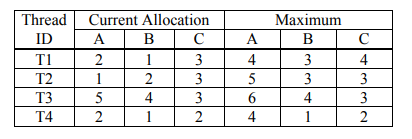 Thread Current Allocation Maximum
ID A B C A B C
T1 2 1 3 4 3 4
T2 1 2 3 5 3 3
T3 5 4 3 6 4 3
T4 2 1 2 4 1 2